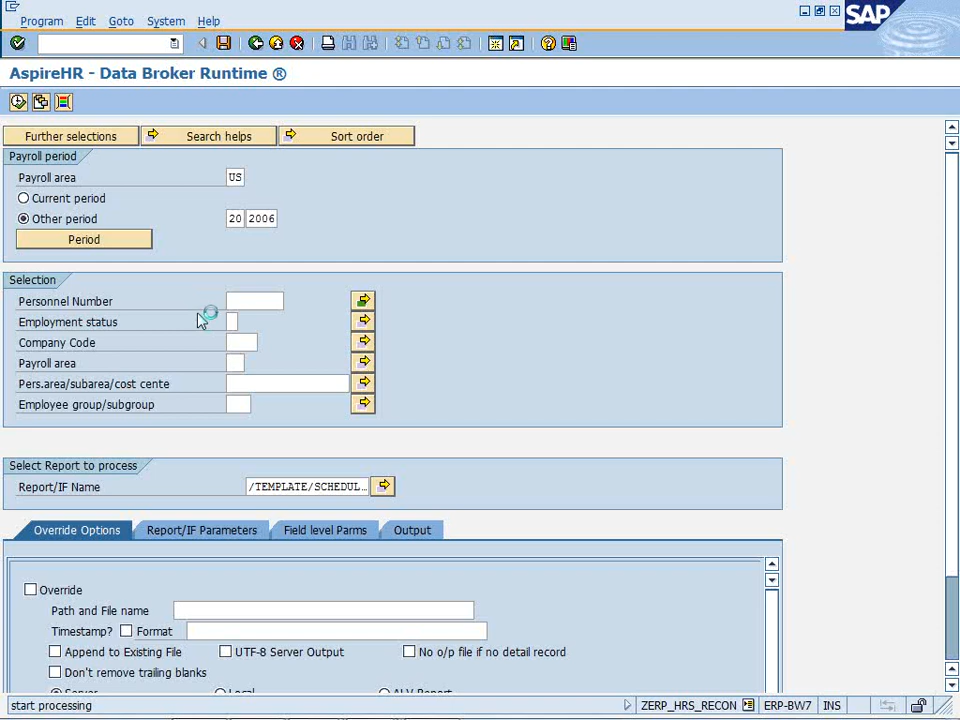 Program Edit Goto System Help
SAP
AspireHR - Data Broker Runtime ®
Further selections Search helps Sort order
Payroll period
Payroll area US
Current period
Other period 20 2006
Period
Selection
Personnel Number
Employment status
Company Code
Payroll area
Pers.area/subarea/cost cente
Employee group/subgroup
Select Report to process
Report/IF Name /TEMPLATE/SCHEDUL...
Override Options Report/IF Parameters Field level Parms Output
Override
Path and File name
Timestamp? Format
Append to Existing File UTF-8 Server Output No o/p file if no detail record
Don't remove trailing blanks
Server Local ALV Report
start processing ZERP_HRS_RECON ERP-BW7 INS